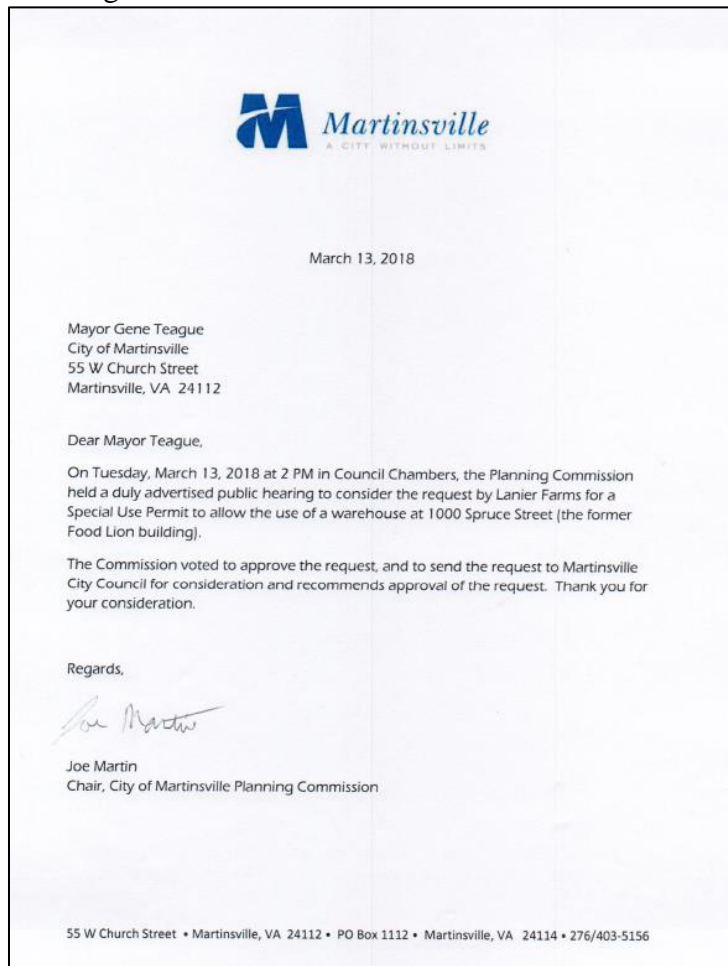 Martinsville
A CITY WITHOUT LIMITS
March 13, 2018
Mayor Gene Teague
City of Martinsville
55 W Church Street
Martinsville, VA 24112
Dear Mayor Teague,
On Tuesday, March 13, 2018 at 2 PM in Council Chambers, the Planning Commission
held a duly advertised public hearing to consider the request by Lanier Farms for a
Special Use Permit to allow the use of a warehouse at 1000 Spruce Street (the former
Food Lion building).
The Commission voted to approve the request, and to send the request to Martinsville
City Council for consideration and recommends approval of the request. Thank you for
your consideration.
Regards,
Joe Martin
Joe Martin
Chair, City of Martinsville Planning Commission
55 W Church Street • Martinsville, VA 24112 • PO Box 1112 • Martinsville, VA 24114 • 276/403-5156